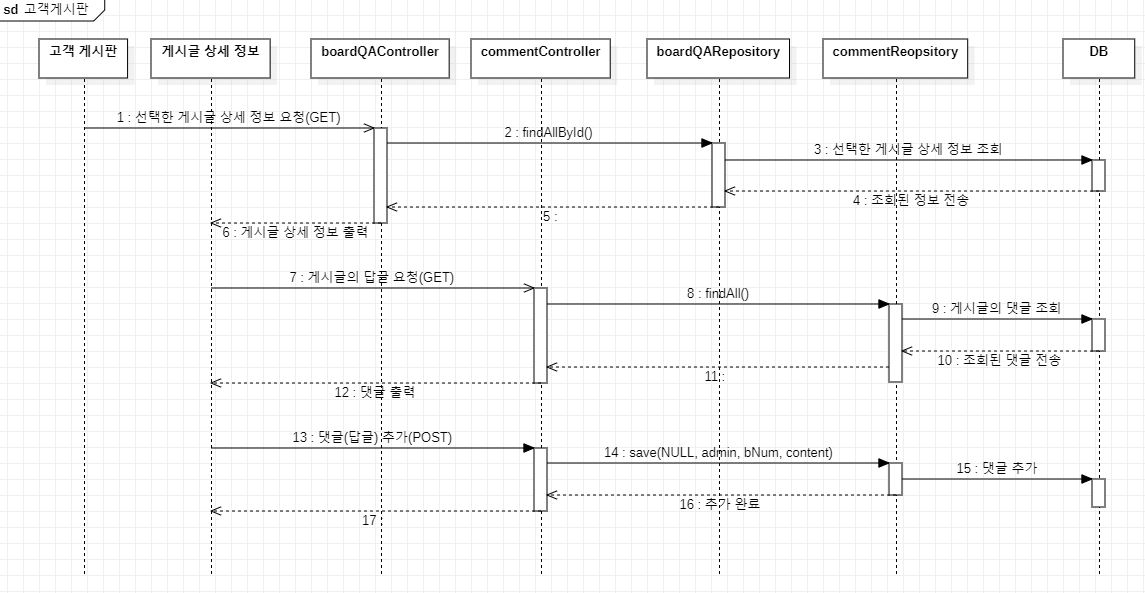 sd 고객게시판
고객 게시판
게시글 상세 정보
boardQAController
commentController
boardQARepository
commentReopsitory
DB
1 : 선택한 게시글 상세 정보 요청(GET)
2 : findAllById()
3 : 선택한 게시글 상세 정보 조회
4 : 조회된 정보 전송
5 :
6 : 게시글 상세 정보 출력
7 : 게시글의 답글 요청(GET)
8 : findAll()
9 : 게시글의 댓글 조회
10 : 조회된 댓글 전송
11 :
12 : 댓글 출력
13 : 댓글(답글) 추가(POST)
14 : save(NULL, admin, bNum, content)
15 : 댓글 추가
16 : 추가 완료
17